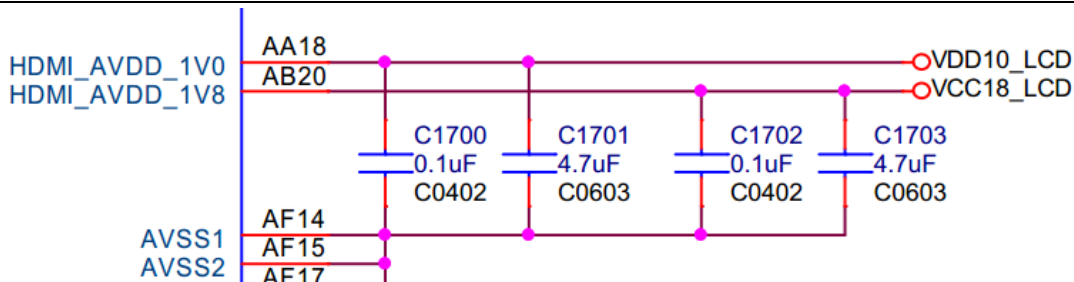 AA18
HDMI_AVDD_1V0 VDD10_LCD
AB20
HDMI_AVDD_1V8 VCC18_LCD
C1700 C1701 C1702 C1703
0.1uF 4.7uF 0.1uF 4.7uF
C0402 C0603 C0402 C0603
AF14
AVSS1
AF15
AVSS2
AF17